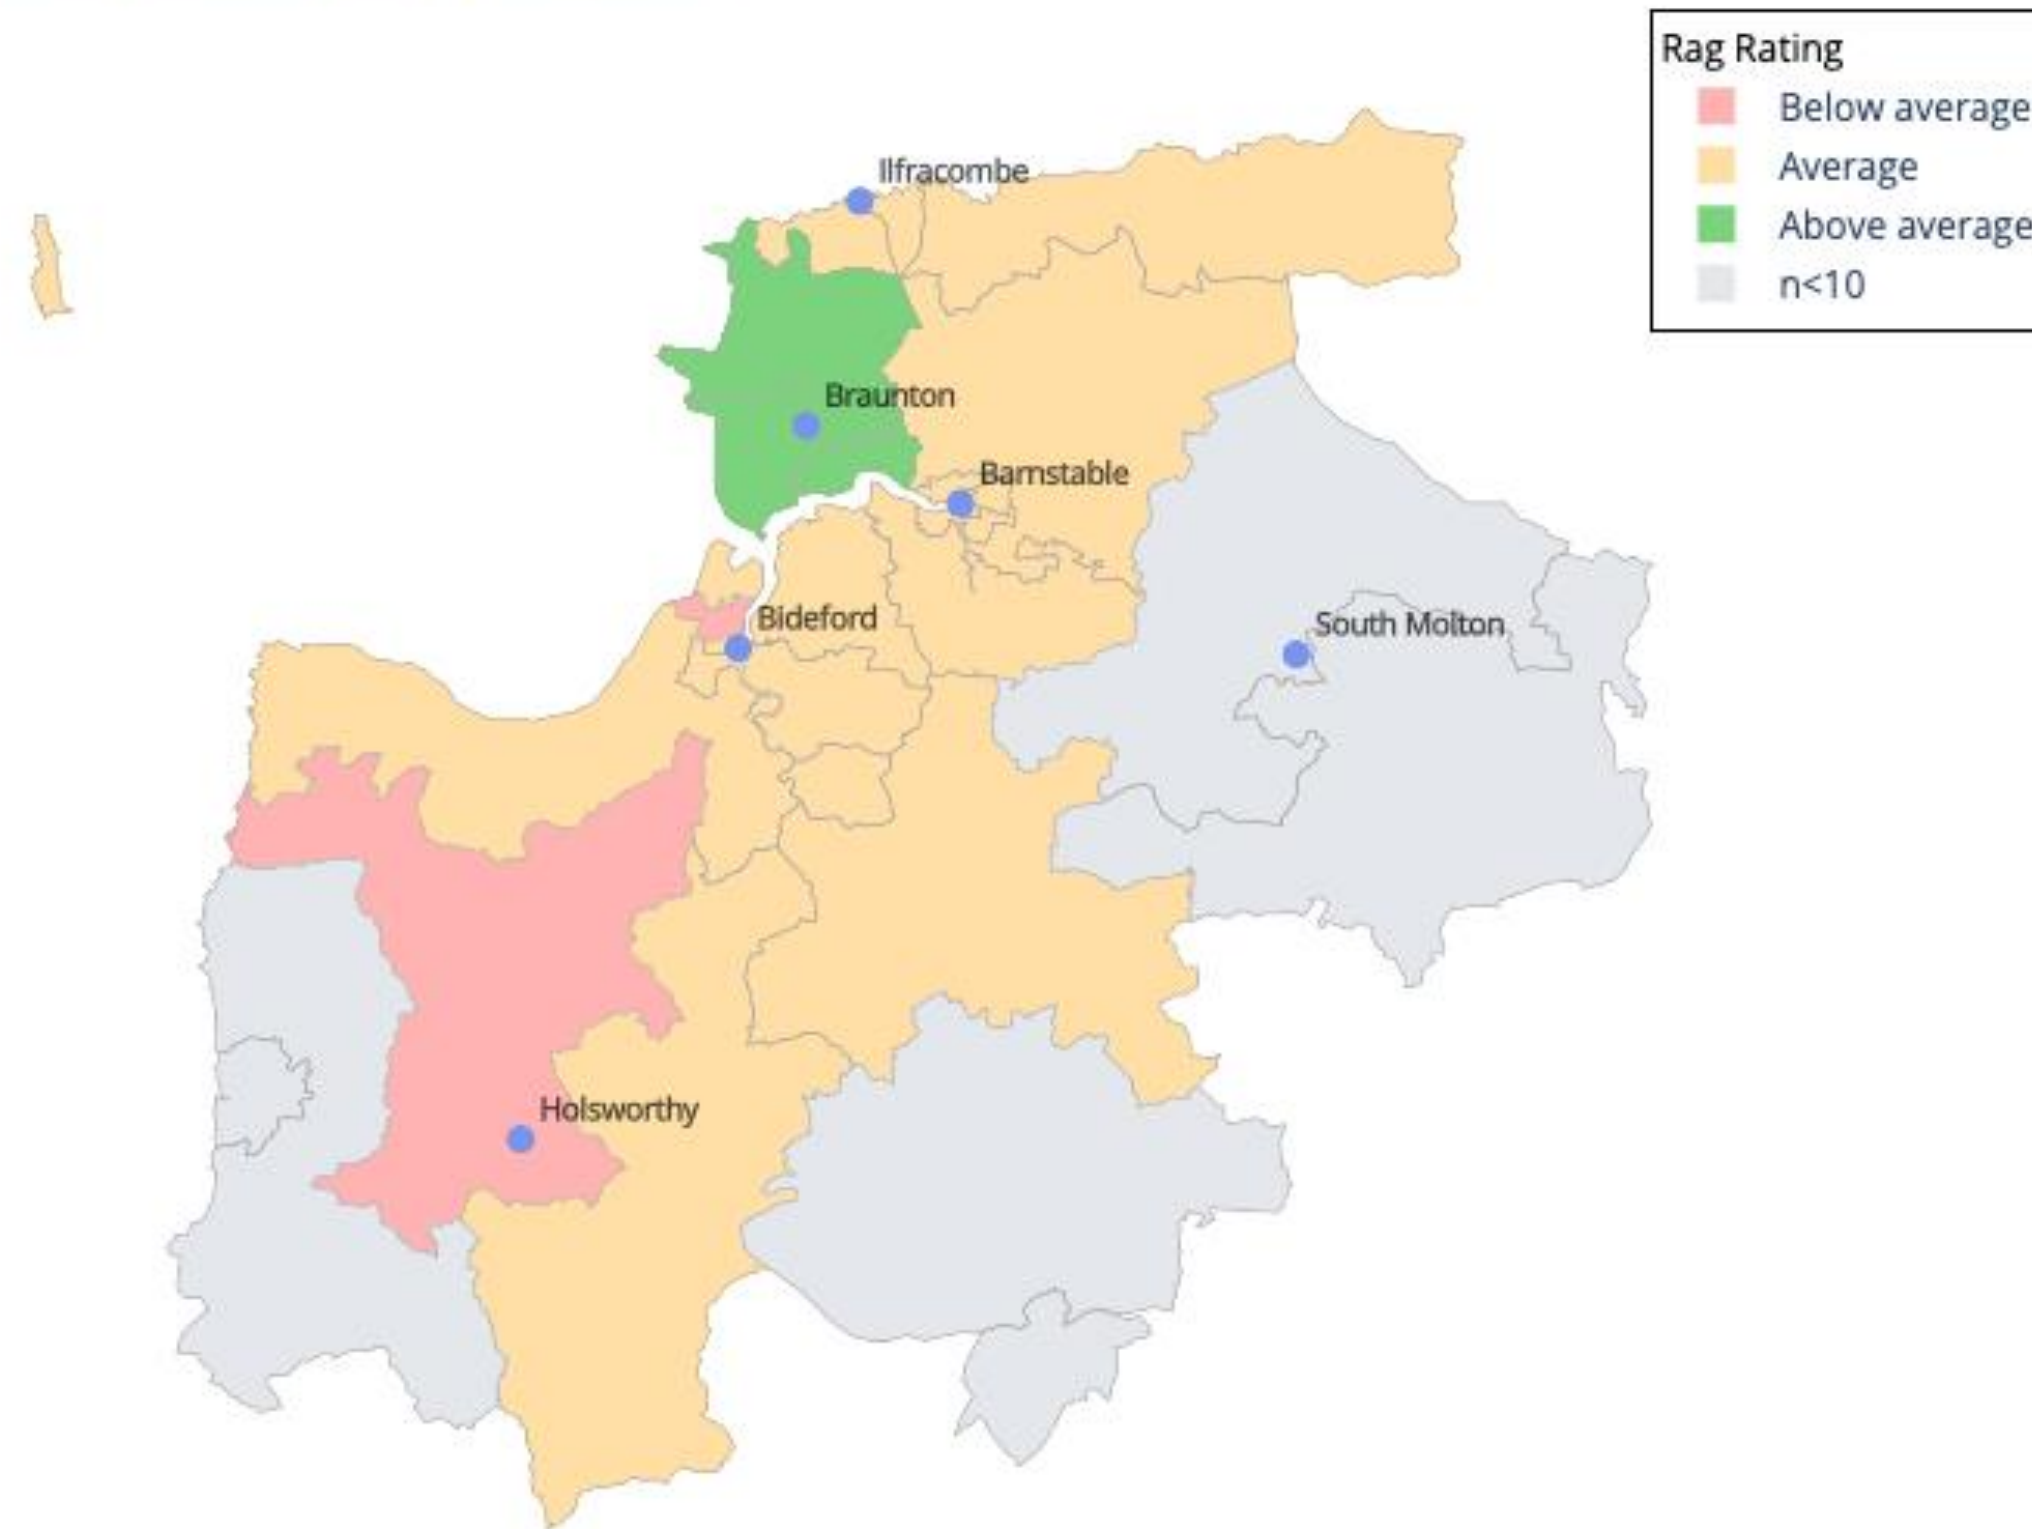 Rag Rating
Below average
Average
Above average
n<10
Ilfracombe
Braunton
Barnstable
Bideford
South Molton
Holsworthy